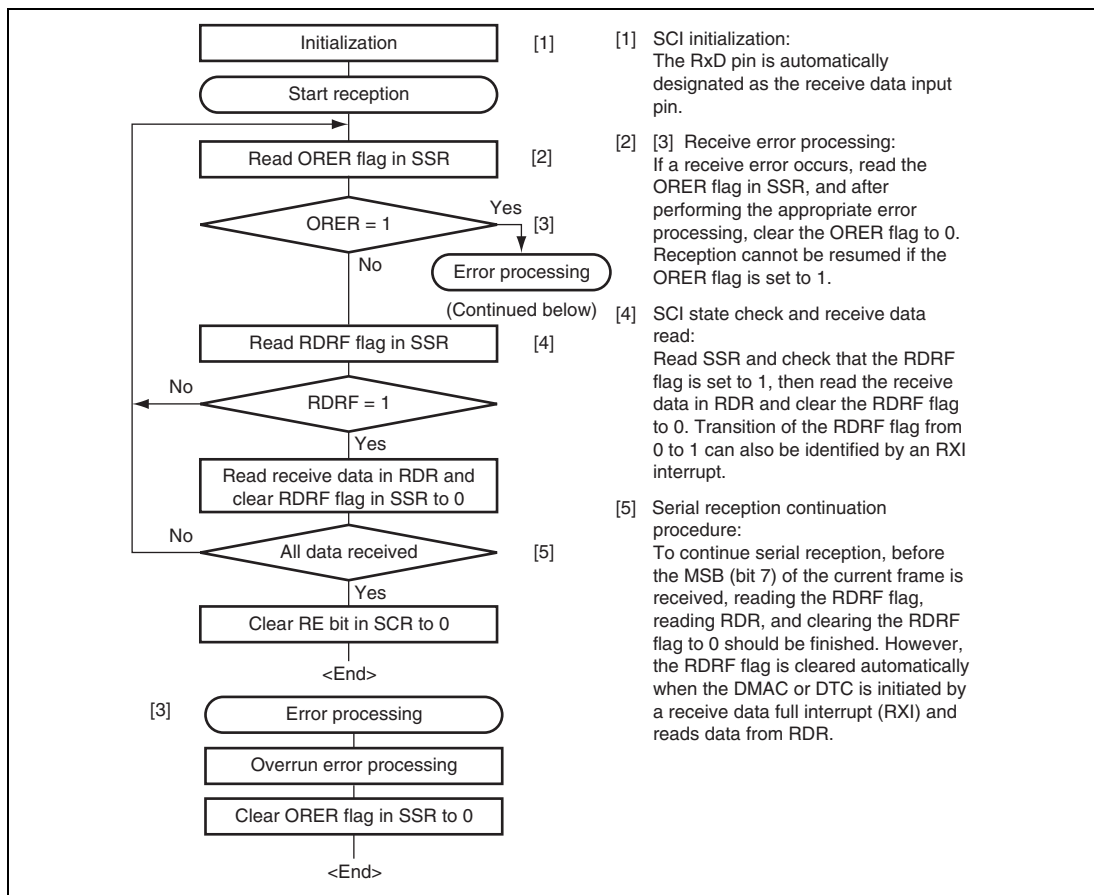 Initialization
[1]
Start reception
Read ORER flag in SSR
[2]
ORER = 1
Yes
[3]
No
Error processing
(Continued below)
Read RDRF flag in SSR
[4]
No
RDRF = 1
Yes
Read receive data in RDR and
clear RDRF flag in SSR to 0
No
All data received
[5]
Yes
Clear RE bit in SCR to 0
<End>
[3]
Error processing
Overrun error processing
Clear ORER flag in SSR to 0
<End>
[1] SCI initialization:
The RxD pin is automatically
designated as the receive data input
pin.
[2] [3] Receive error processing:
If a receive error occurs, read the
ORER flag in SSR, and after
performing the appropriate error
processing, clear the ORER flag to 0.
Reception cannot be resumed if the
ORER flag is set to 1.
[4] SCI state check and receive data
read:
Read SSR and check that the RDRF
flag is set to 1, then read the receive
data in RDR and clear the RDRF flag
to 0. Transition of the RDRF flag from
0 to 1 can also be identified by an RXI
interrupt.
[5] Serial reception continuation
procedure:
To continue serial reception, before
the MSB (bit 7) of the current frame is
received, reading the RDRF flag,
reading RDR, and clearing the RDRF
flag to 0 should be finished. However,
the RDRF flag is cleared automatically
when the DMAC or DTC is initiated by
a receive data full interrupt (RXI) and
reads data from RDR.